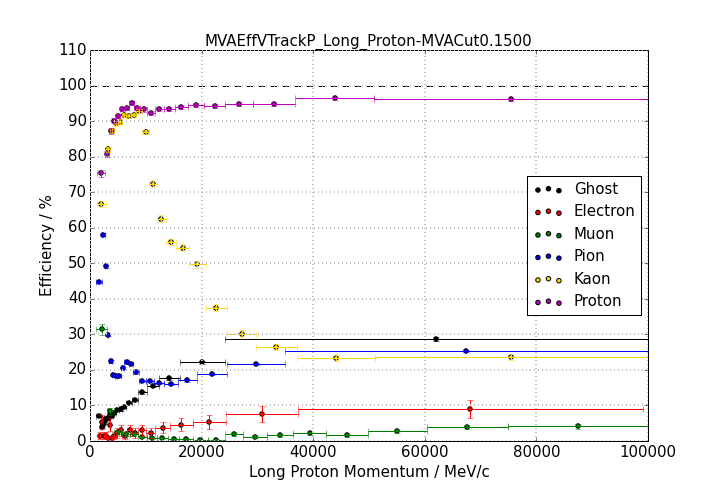 MVAEffVTrackP_Long_Proton-MVACut0.1500
110
100
90
80
70
60
50
40
30
20
10
0
Efficiency / %
Ghost
Electron
Muon
Pion
Kaon
Proton
0 20000 40000 60000 80000 100000
Long Proton Momentum / MeV/c